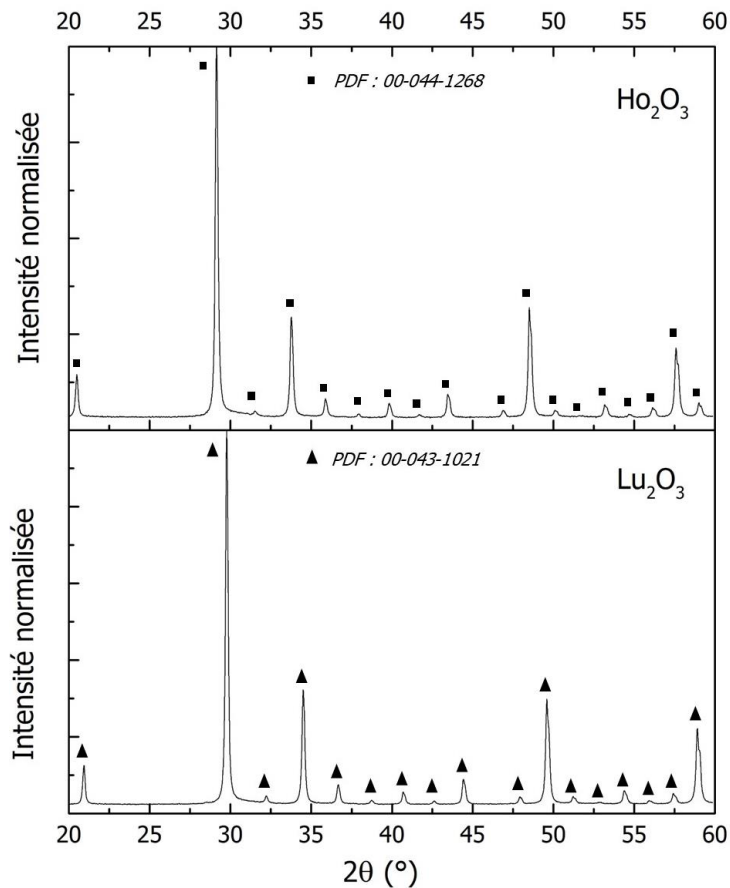 20 25 30 35 40 45 50 55 60
■ PDF : 00-044-1268
Ho₂O₃
Intensité normalisée
▲ PDF : 00-043-1021
Lu₂O₃
Intensité normalisée
20 25 30 35 40 45 50 55 60
2θ (°)